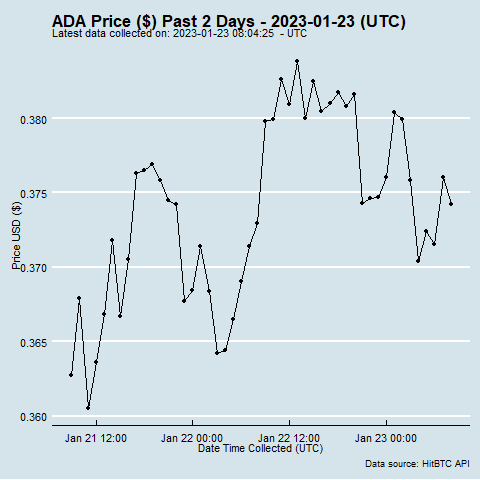 ADA Price ($) Past 2 Days - 2023-01-23 (UTC)
Latest data collected on: 2023-01-23 08:04:25 - UTC
0.380
0.375
0.370
0.365
0.360
Price USD ($)
Jan 21 12:00 Jan 22 00:00 Jan 22 12:00 Jan 23 00:00
Date Time Collected (UTC)
Data source: HitBTC API